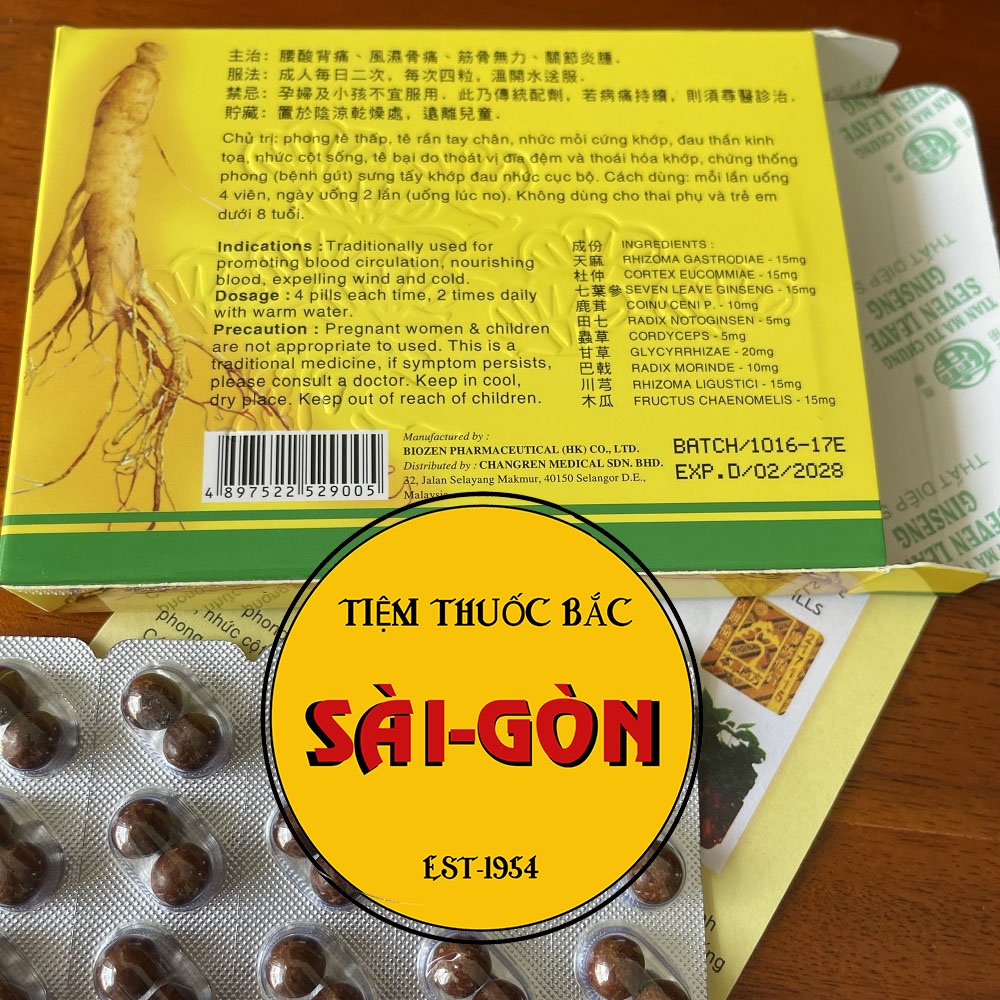 主治：腰酸背痛、風濕骨痛、筋骨無力、關節炎腫．
服法：成人每日二次，每次四粒，溫開水送服．
禁忌：孕婦及小孩不宜服用．此乃傳統配劑，若病痛持續，則須尋醫診治．
貯藏：置於陰涼乾燥處，遠離兒童．
Chủ trị: phong tê thấp, tê rần tay chân, nhức mỏi cứng khớp, đau thần kinh
tọa, nhức cột sống, tê bại do thoát vị đĩa đệm và thoái hóa khớp, chứng thống
phong (bệnh gút) sưng tấy khớp đau nhức cục bộ. Cách dùng: mỗi lần uống
4 viên, ngày uống 2 lần (uống lúc no). Không dùng cho thai phụ và trẻ em
dưới 8 tuổi.
Indications : Traditionally used for
promoting blood circulation, nourishing
blood, expelling wind and cold.
Dosage : 4 pills each time, 2 times daily
with warm water.
Precaution : Pregnant women & children
are not appropriate to used. This is a
traditional medicine, if symptom persists,
please consult a doctor. Keep in cool,
dry place. Keep out of reach of children.
成份 INGREDIENTS :
天麻 RHIZOMA GASTRODIAE - 15mg
杜仲 CORTEX EUCOMMIAE - 15mg
七葉參 SEVEN LEAVE GINSENG - 15mg
鹿茸 COINU CENI P. - 10mg
田七 RADIX NOTOGINSEN - 5mg
蟲草 CORDYCEPS - 5mg
甘草 GLYCYRRHIZAE - 20mg
巴戟 RADIX MORINDE - 10mg
川芎 RHIZOMA LIGUSTICI - 15mg
木瓜 FRUCTUS CHAENOMELIS - 15mg
4 897522 529005
Manufactured by :
BIOZEN PHARMACEUTICAL (HK) CO., LTD.
Distributed by : CHANGREN MEDICAL SDN. BHD.
32, Jalan Selayang Makmur, 40150 Selangor D.E.,
Malaysia
BATCH/1016-17E
EXP.D/02/2028
TIAN MA TU CHUNG
SEVEN LEAVE
GINSENG
THẤT DIỆP
TIỆM THUỐC BẮC
SÀI-GÒN
EST-1954